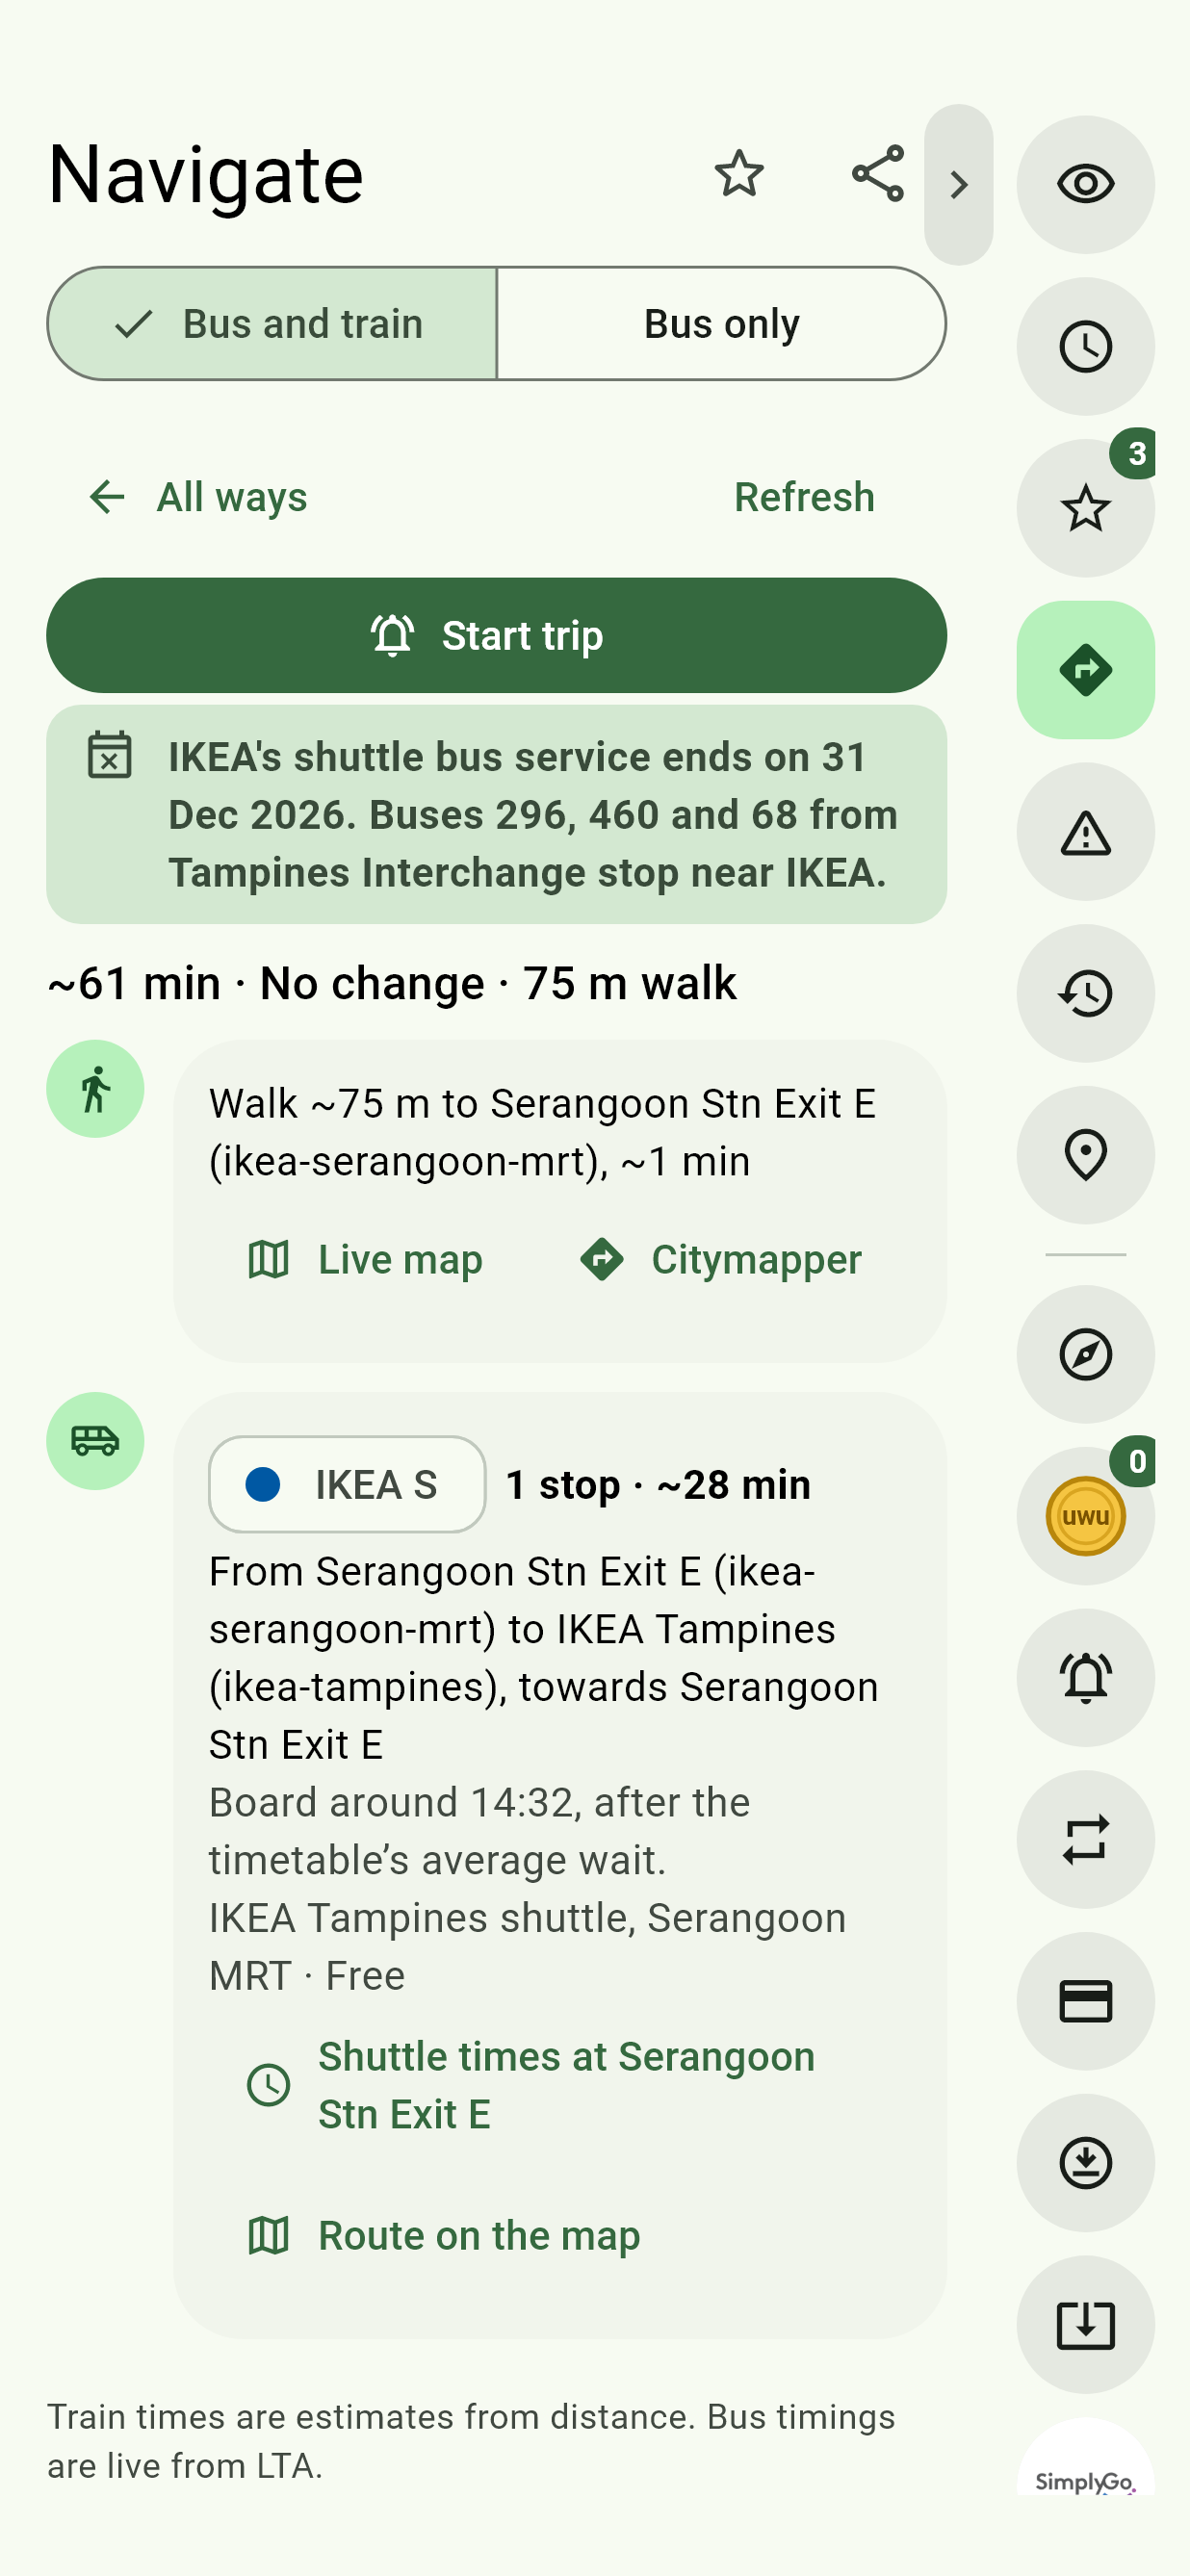 Navigate
Bus and train
Bus only
3
All ways
Refresh
Start trip
IKEA's shuttle bus service ends on 31
Dec 2026. Buses 296, 460 and 68 from
Tampines Interchange stop near IKEA.
~61 min · No change · 75 m walk
Walk ~75 m to Serangoon Stn Exit E
(ikea-serangoon-mrt), ~1 min
Live map
Citymapper
0
uwu
IKEA S
1 stop · ~28 min
From Serangoon Stn Exit E (ikea-
serangoon-mrt) to IKEA Tampines
(ikea-tampines), towards Serangoon
Stn Exit E
Board around 14:32, after the
timetable’s average wait.
IKEA Tampines shuttle, Serangoon
MRT · Free
Shuttle times at Serangoon
Stn Exit E
Route on the map
Train times are estimates from distance. Bus timings
are live from LTA.
SimplyGo